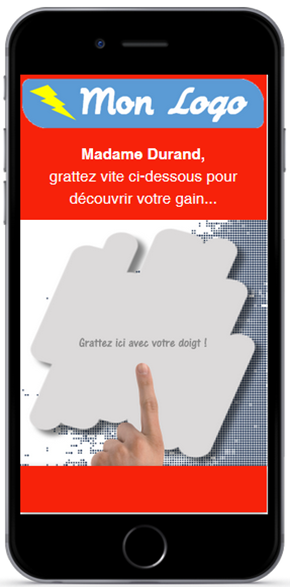 Mon Logo
Madame Durand,
grattez vite ci-dessous pour
découvrir votre gain...
Grattez ici avec votre doigt !